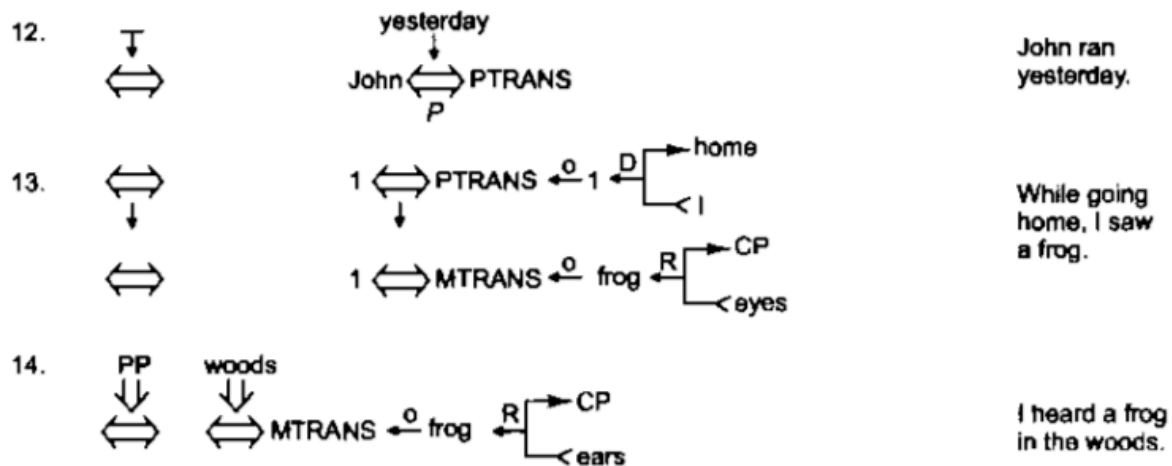 12.
T
yesterday
John
PTRANS
P
John ran
yesterday.
13.
1
PTRANS
o
1
D
home
I
While going
home, I saw
a frog.
1
MTRANS
o
frog
R
CP
eyes
14.
PP
woods
MTRANS
o
frog
R
CP
ears
I heard a frog
in the woods.